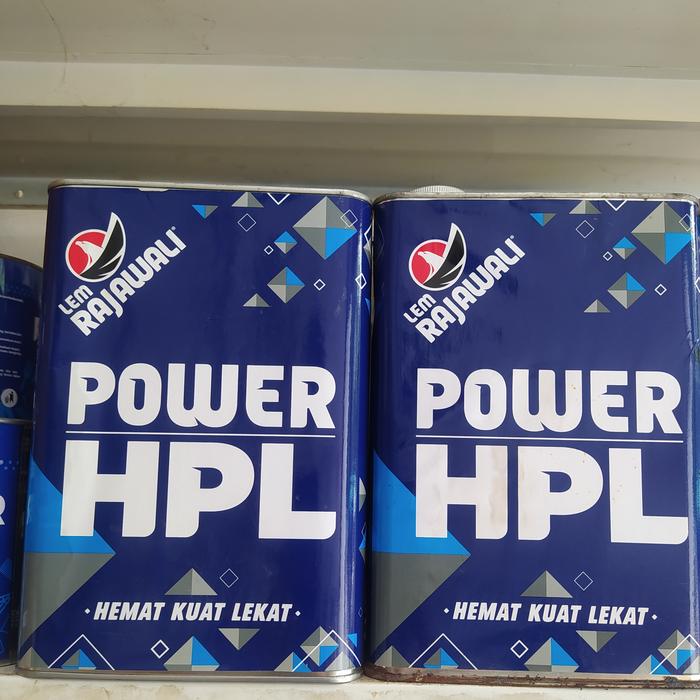 LEM
RAJAWALI
POWER
HPL
·HEMAT KUAT LEKAT·
LEM
RAJAWALI
POWER
HPL
·HEMAT KUAT LEKAT·
R